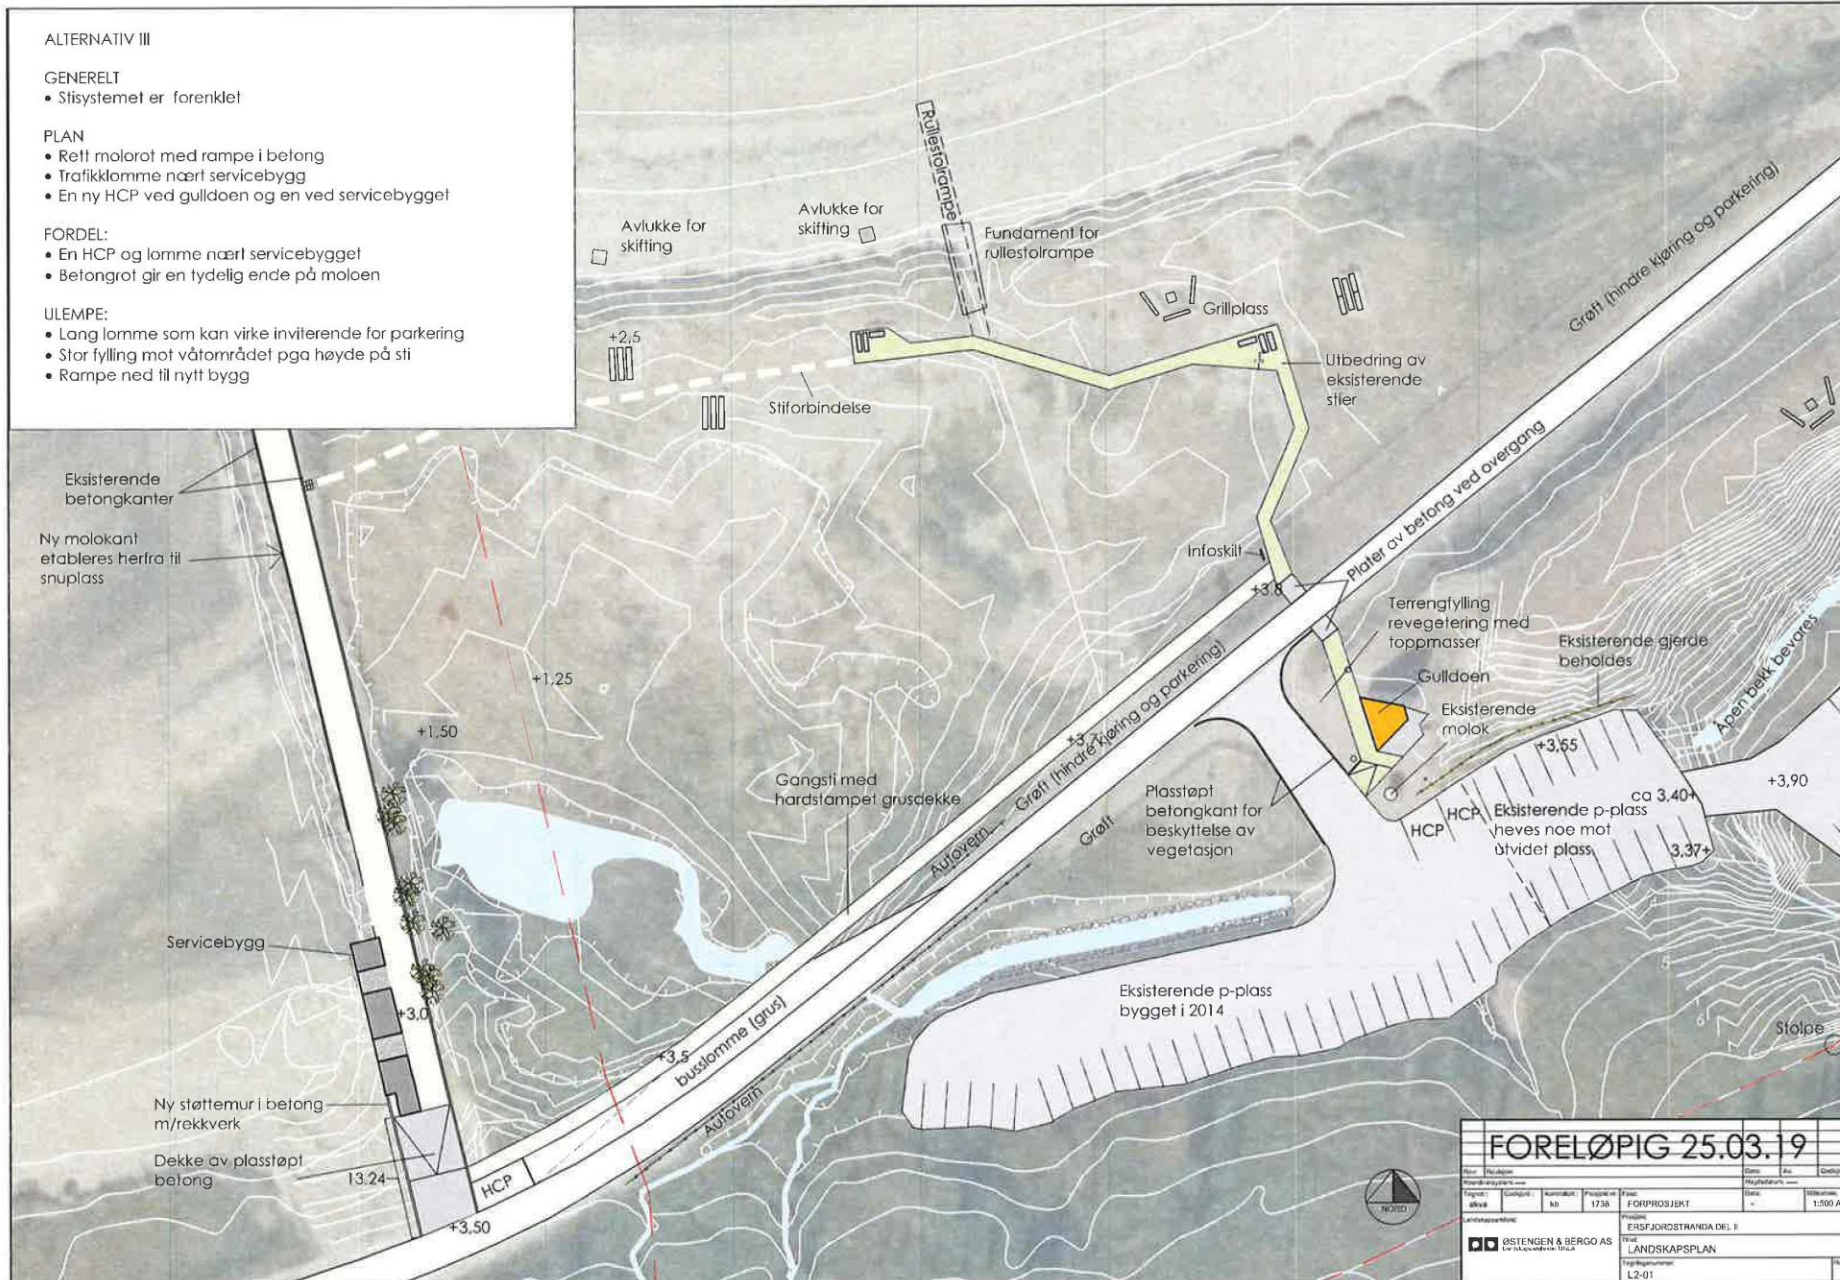 ALTERNATIV III
GENERELT
• Stisystemet er forenklet
PLAN
• Rett molorot med rampe i betong
• Trafikklomme nært servicebygg
• En ny HCP ved gulldoen og en ved servicebygget
FORDEL:
• En HCP og lomme nært servicebygget
• Betongrot gir en tydelig ende på moloen
ULEMPE:
• Lang lomme som kan virke inviterende for parkering
• Stor fylling mot våtområdet pga høyde på sti
• Rampe ned til nytt bygg
Rullestolrampe
Avlukke for
skifting
Avlukke for
skifting
Fundament for
rullestolrampe
Grillplass
Grøft (hindre kjøring og parkering)
+2,5
Utbedring av
eksisterende
stier
Stiforbindelse
Eksisterende
betongkanter
Ny molokant
etableres herfra til
snuplass
Infoskilt
Plater av betong ved overgang
+3.8
Terrengfylling
revegetering med
toppmasser
Eksisterende gjerde
beholdes
Åpen bekk bevares
Gulldoen
Eksisterende
molok
+1,25
+1,50
+3,7
Grøft (hindre kjøring og parkering)
+3,55
Gangsti med
hardstampet grusdekke
Plasstøpt
betongkant for
beskyttelse av
vegetasjon
+3,90
ca 3,40+
HCP
HCP
Eksisterende p-plass
heves noe mot
utvidet plass
3,37+
Autovern
Grøft
Servicebygg
+3,0
Eksisterende p-plass
bygget i 2014
Stolpe
+3,5
busslomme (grus)
Autovern
Ny støttemur i betong
m/rekkverk
Dekke av plasstøpt
betong
13.24
HCP
+3,50
NORD
FORELØPIG 25.03.19
kb
1736
FORPROSJEKT
1:500 A
ERSFJORDSTRANDA DEL II
ØSTENGEN & BERGO AS
LANDSKAPSPLAN
L2-01